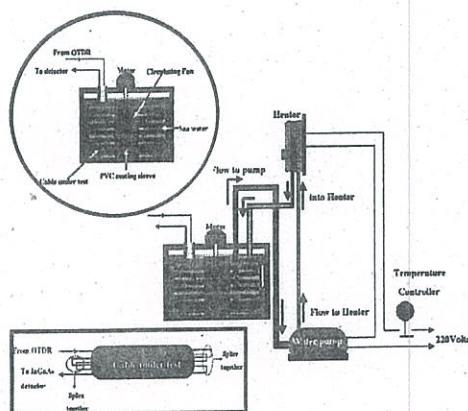 From OTDR
To detector
Motor
Circulating Fan
Sea water
Cable under test
PVC coating sleeve
Heater
Flow to pump
into Heater
Motor
Temperature
Controller
Flow to Heater
220Volts
Water pump
From OTDR
Cable under test
Splice
together
To InGaAs
detector
Splice
together